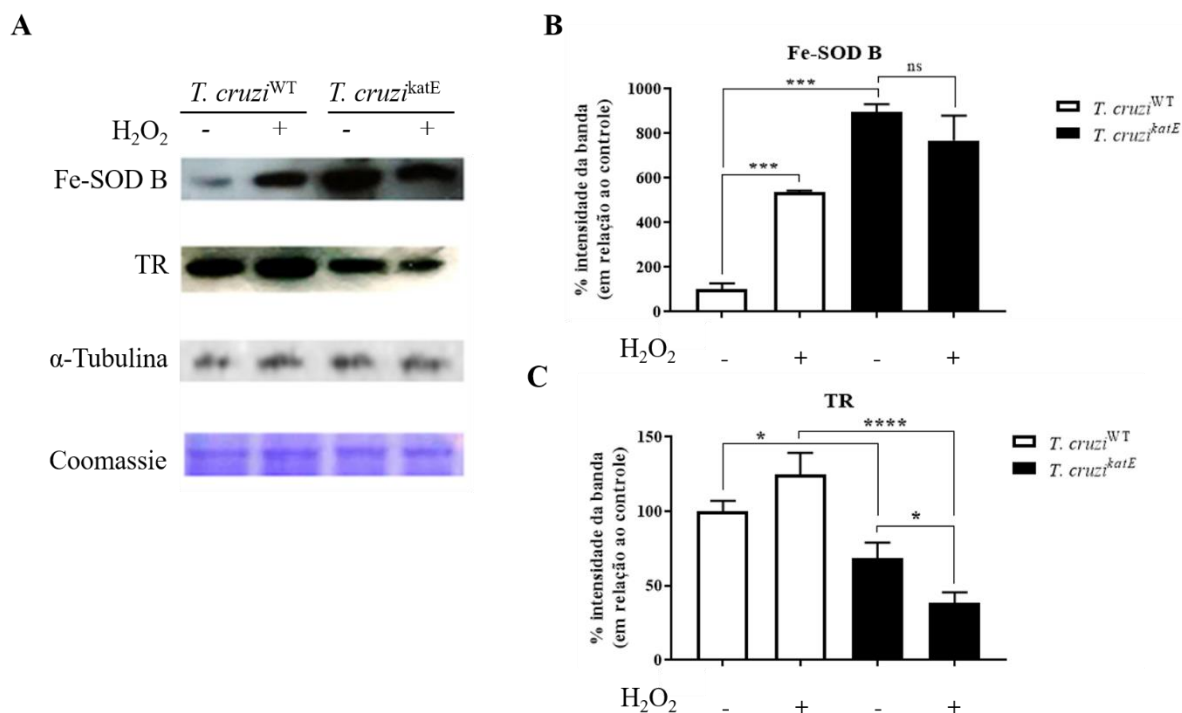 A
T. cruziWT T. cruzikatE
H2O2 - + - +
Fe-SOD B
TR
α-Tubulina
Coomassie
B
Fe-SOD B
% intensidade da banda
(em relação ao controle)
1000
800
600
400
200
0
***
***
ns
T. cruziWT
T. cruzikatE
H2O2 - + - +
C
TR
% intensidade da banda
(em relação ao controle)
150
100
50
0
*
****
*
T. cruziWT
T. cruzikatE
H2O2 - + - +